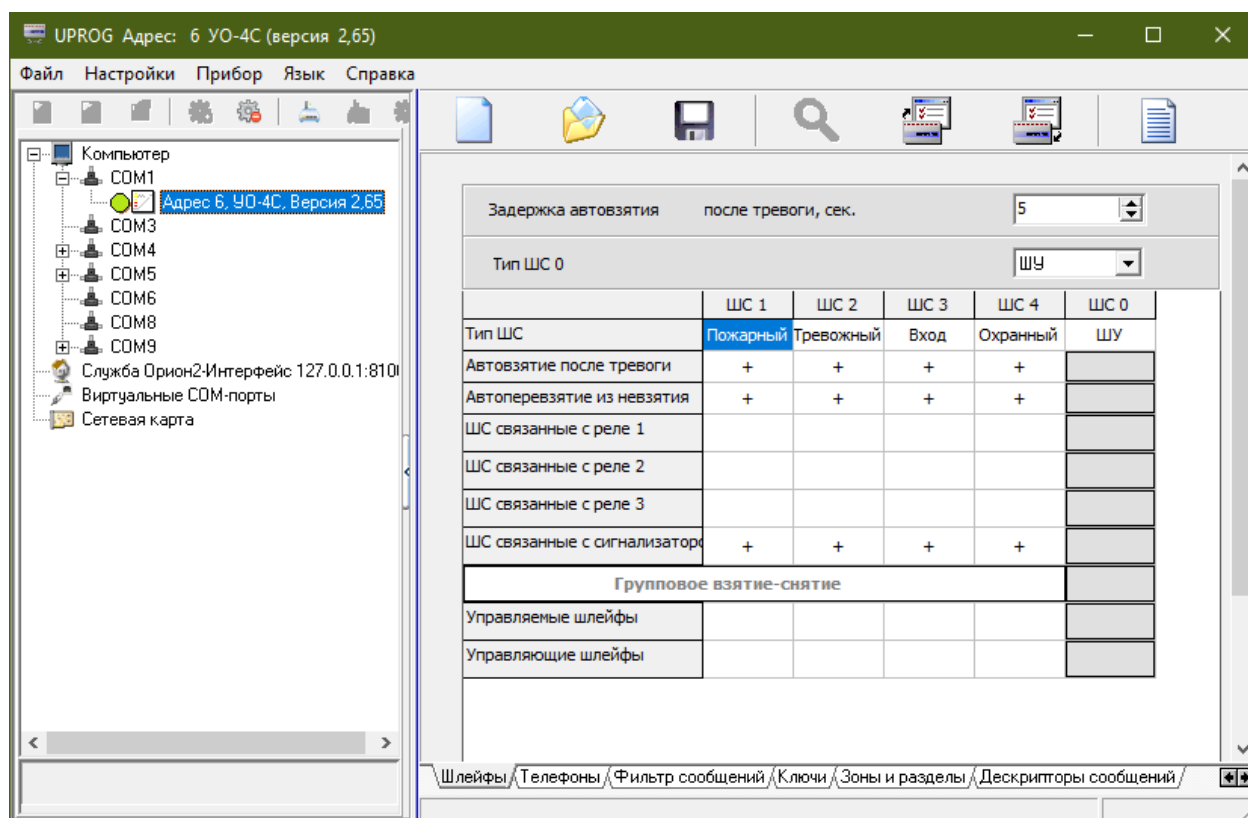 UPROG Адрес: 6 УО-4С (версия 2,65)
Файл Настройки Прибор Язык Справка
Компьютер
COM1
Адрес 6, УО-4С, Версия 2,65
COM3
COM4
COM5
COM6
COM8
COM9
Служба Орион2-Интерфейс 127.0.0.1:810
Виртуальные COM-порты
Сетевая карта
Задержка автовзятия после тревоги, сек. 5
Тип ШС 0 ШУ
ШС 1 ШС 2 ШС 3 ШС 4 ШС 0
Тип ШС Пожарный Тревожный Вход Охранный ШУ
Автовзятие после тревоги + + + +
Автоперевзятие из невзятия + + + +
ШС связанные с реле 1
ШС связанные с реле 2
ШС связанные с реле 3
ШС связанные с сигнализаторо + + + +
Групповое взятие-снятие
Управляемые шлейфы
Управляющие шлейфы
Шлейфы Телефоны Фильтр сообщений Ключи Зоны и разделы Дескрипторы сообщений